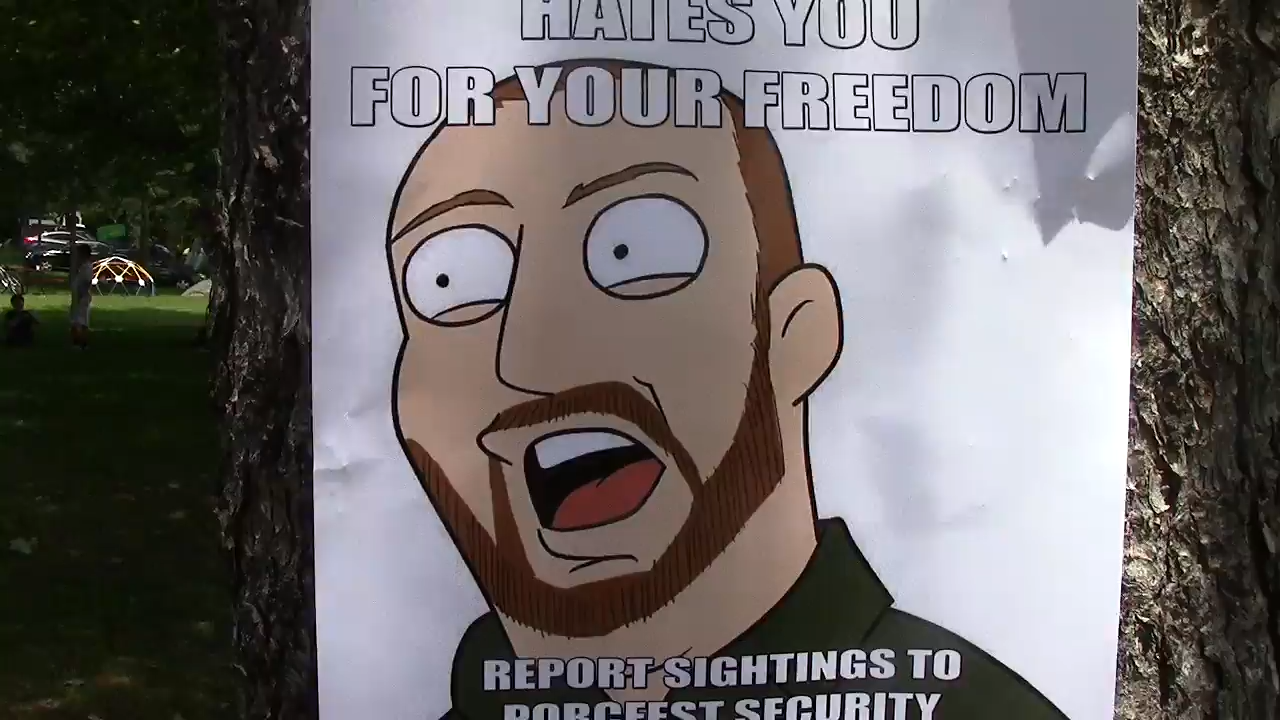 HATES YOU
FOR YOUR FREEDOM
REPORT SIGHTINGS TO
PORCFEST SECURITY